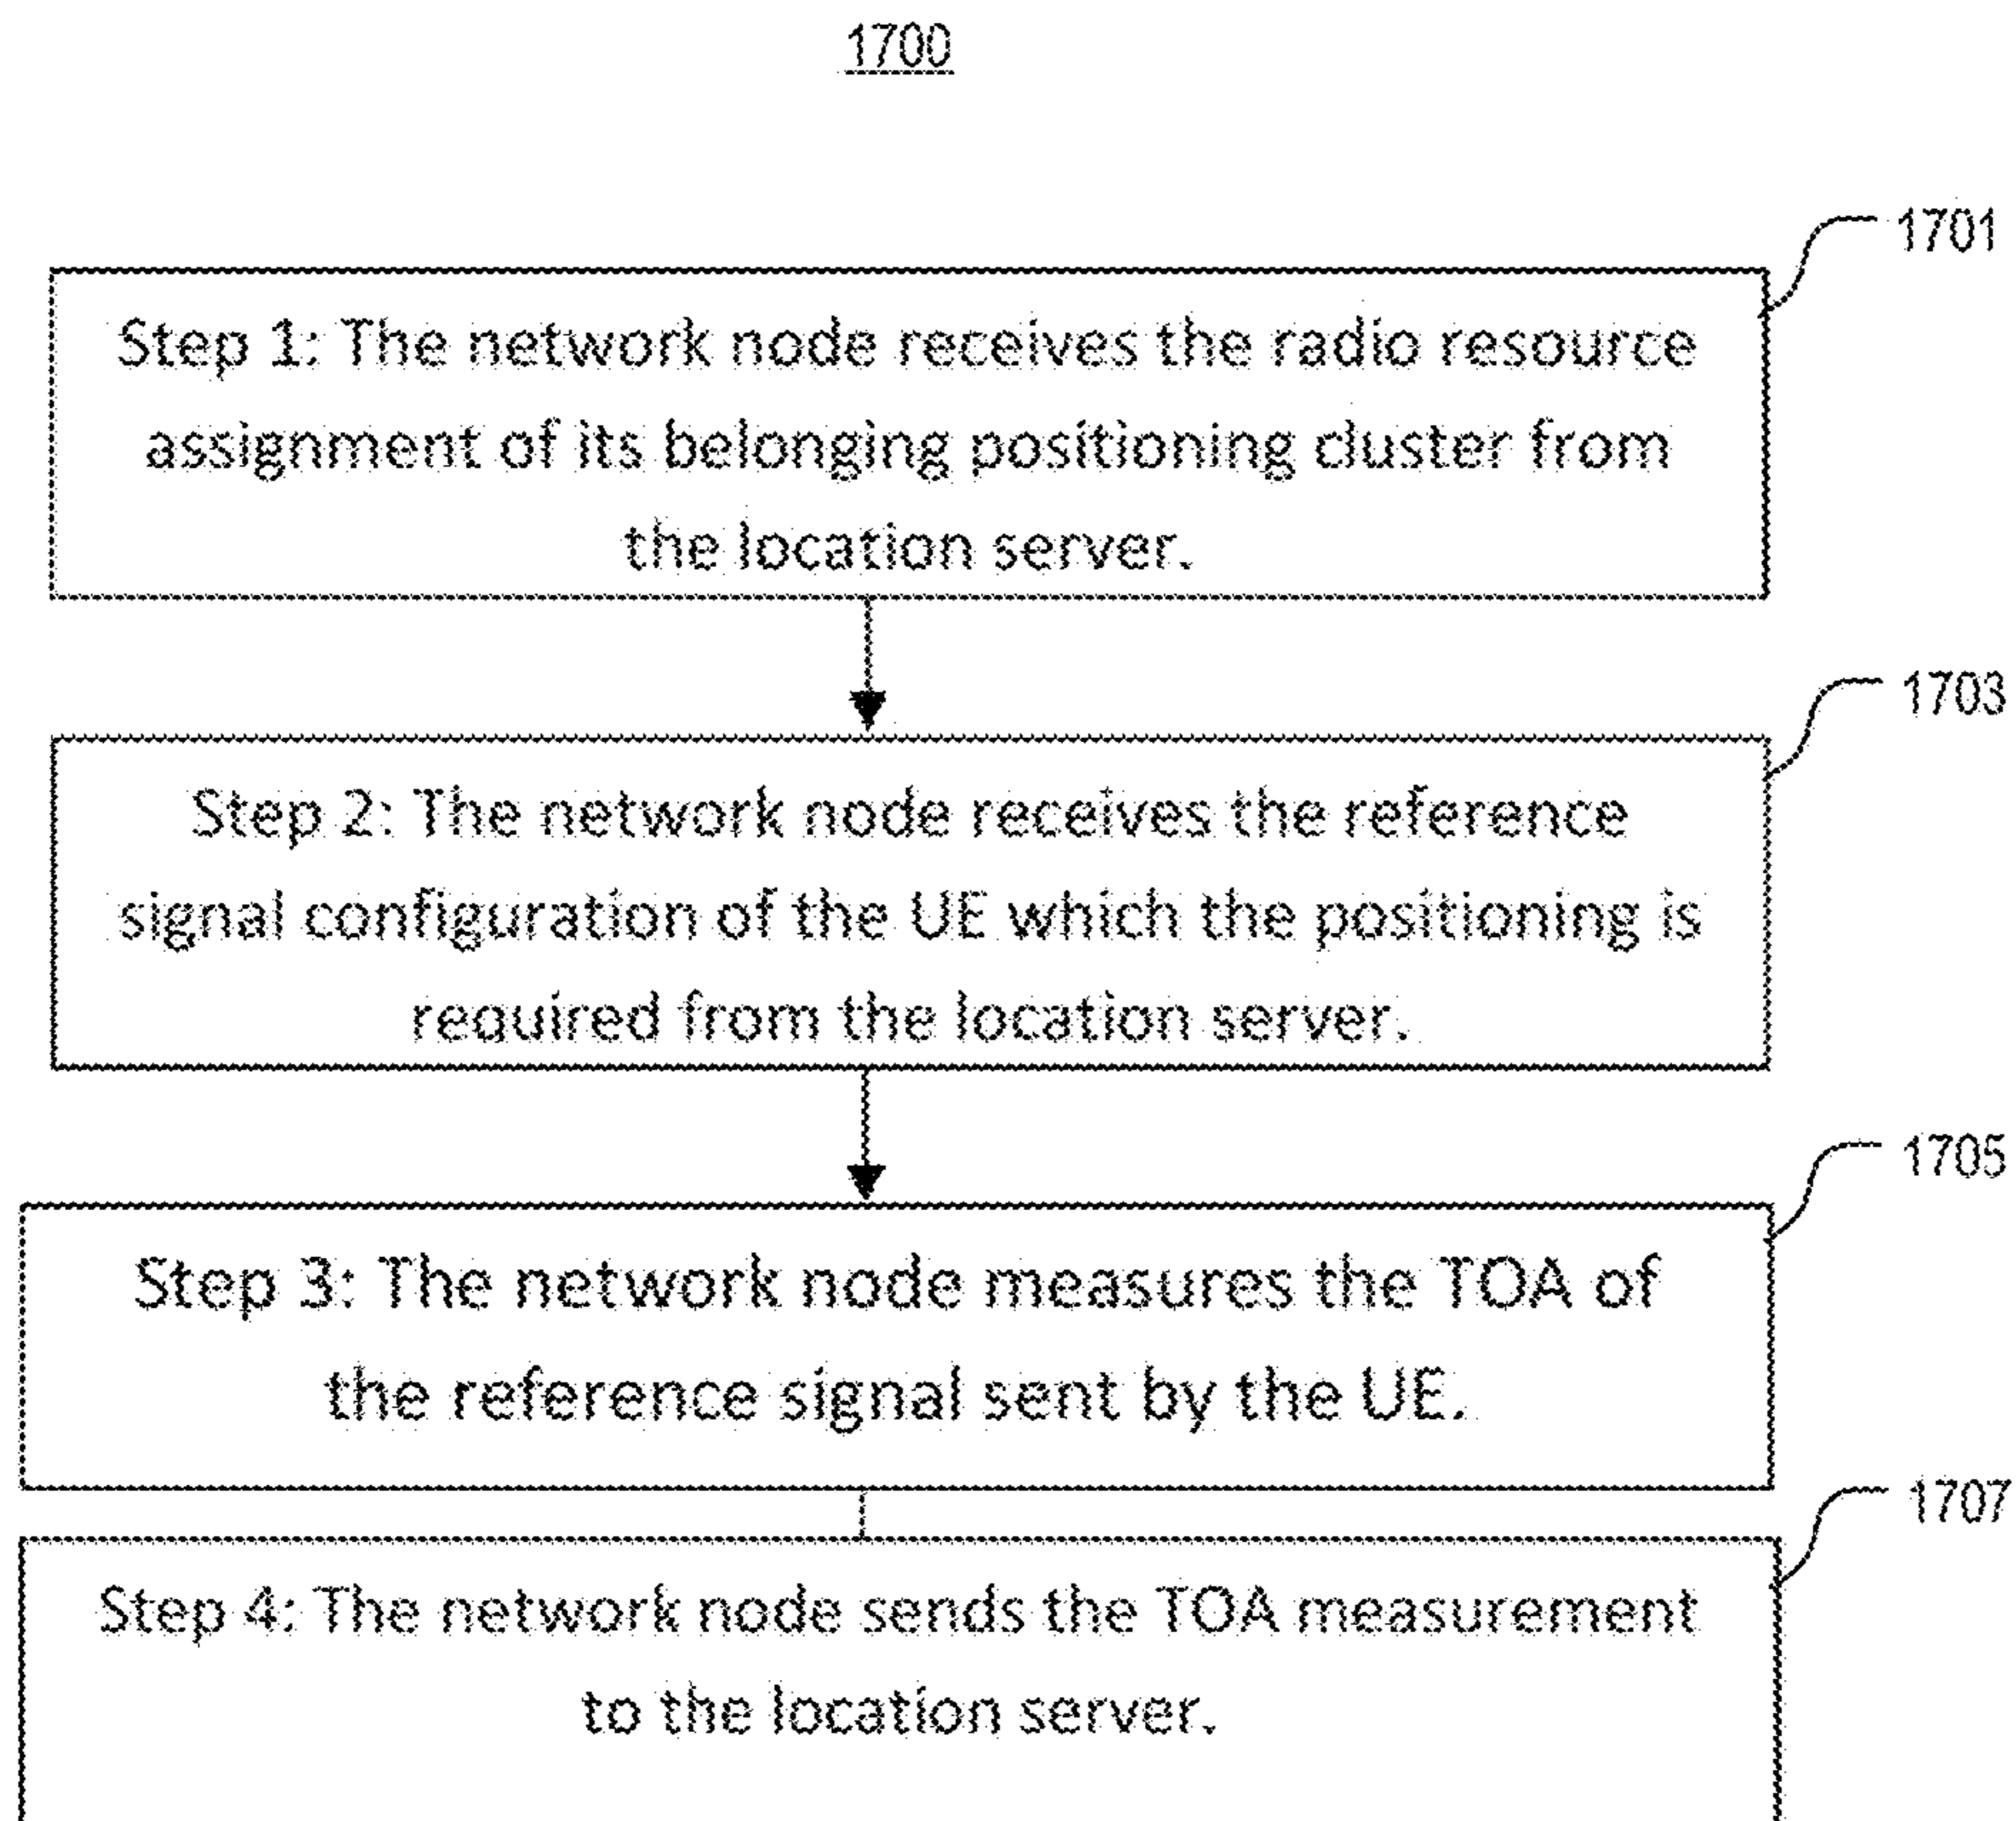 1700
1701
Step 1: The network node receives the radio resource
assignment of its belonging positioning cluster from
the location server.
1703
Step 2: The network node receives the reference
signal configuration of the UE which the positioning is
required from the location server.
1705
Step 3: The network node measures the TOA of
the reference signal sent by the UE.
1707
Step 4: The network node sends the TOA measurement
to the location server.